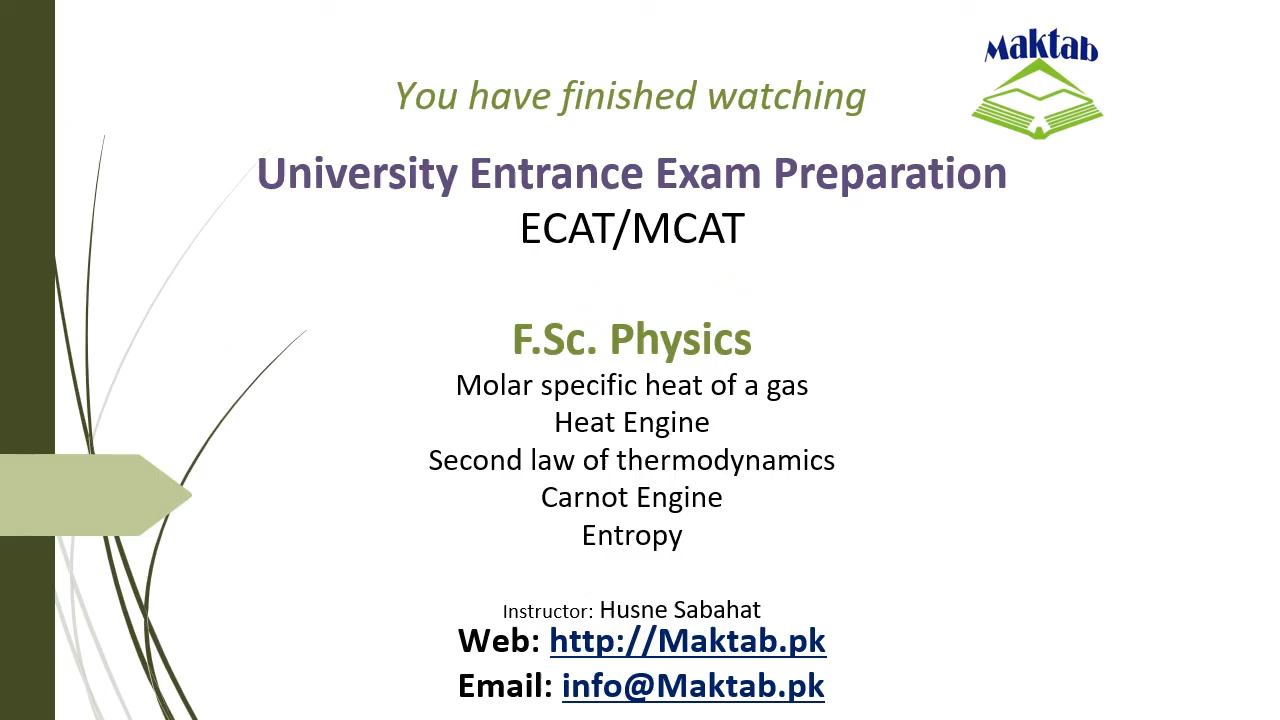 Maktab
You have finished watching
University Entrance Exam Preparation
ECAT/MCAT
F.Sc. Physics
Molar specific heat of a gas
Heat Engine
Second law of thermodynamics
Carnot Engine
Entropy
Instructor: Husne Sabahat
Web: http://Maktab.pk
Email: info@Maktab.pk